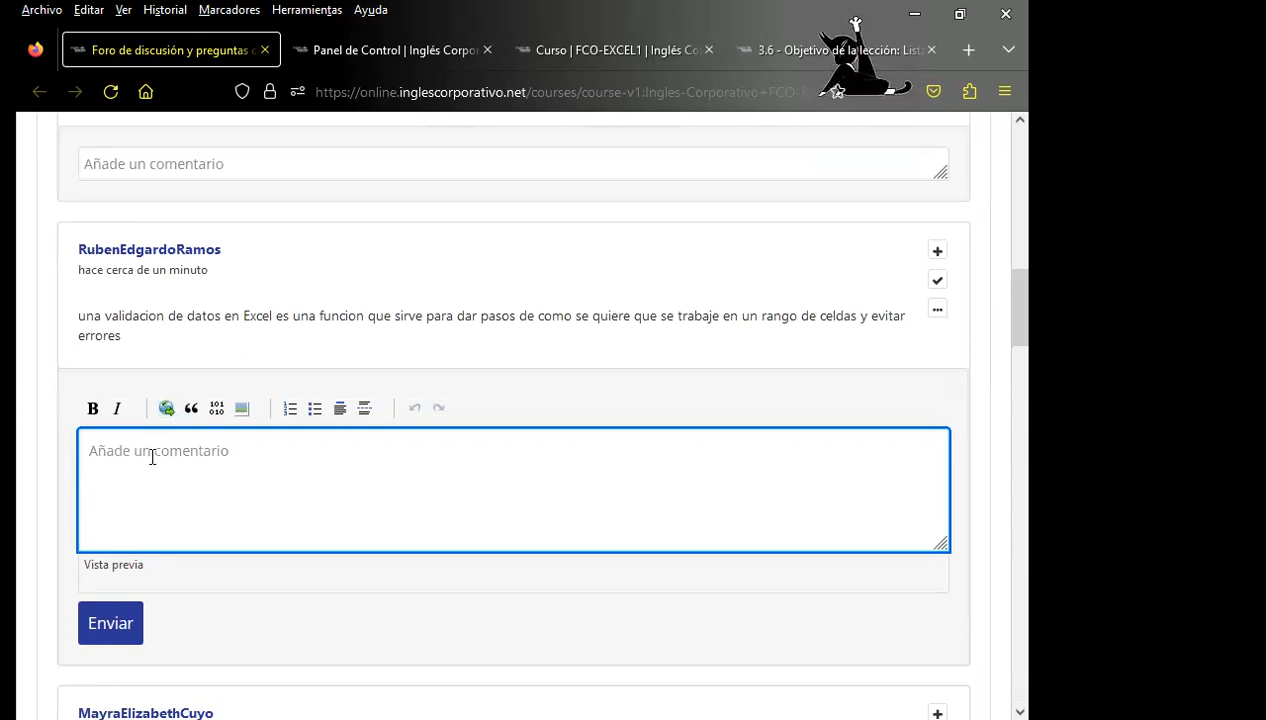 Archivo Editar Ver Historial Marcadores Herramientas Ayuda
Foro de discusión y preguntas
Panel de Control | Inglés Corpor
Curso | FCO-EXCEL1 | Inglés Co
3.6 - Objetivo de la lección: List
https://online.inglescorporativo.net/courses/course-v1:Ingles-Corporativo+FCO-
Añade un comentario
RubenEdgardoRamos
hace cerca de un minuto
una validacion de datos en Excel es una funcion que sirve para dar pasos de como se quiere que se trabaje en un rango de celdas y evitar
errores
B I 101 010
Añade un comentario
Vista previa
Enviar
MayraElizabethCuyo